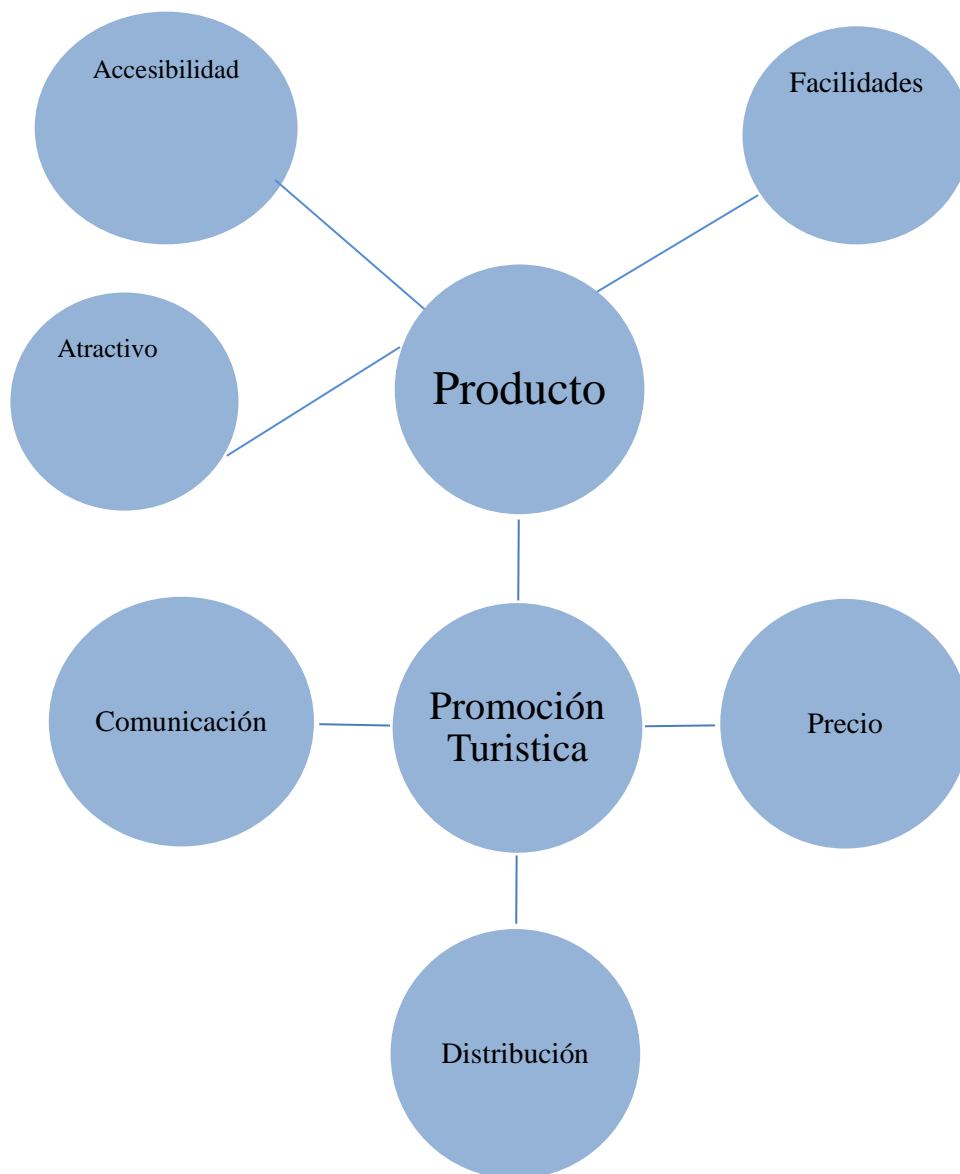 Accesibilidad
Facilidades
Atractivo
Producto
Comunicación
Promoción
Turistica
Precio
Distribución